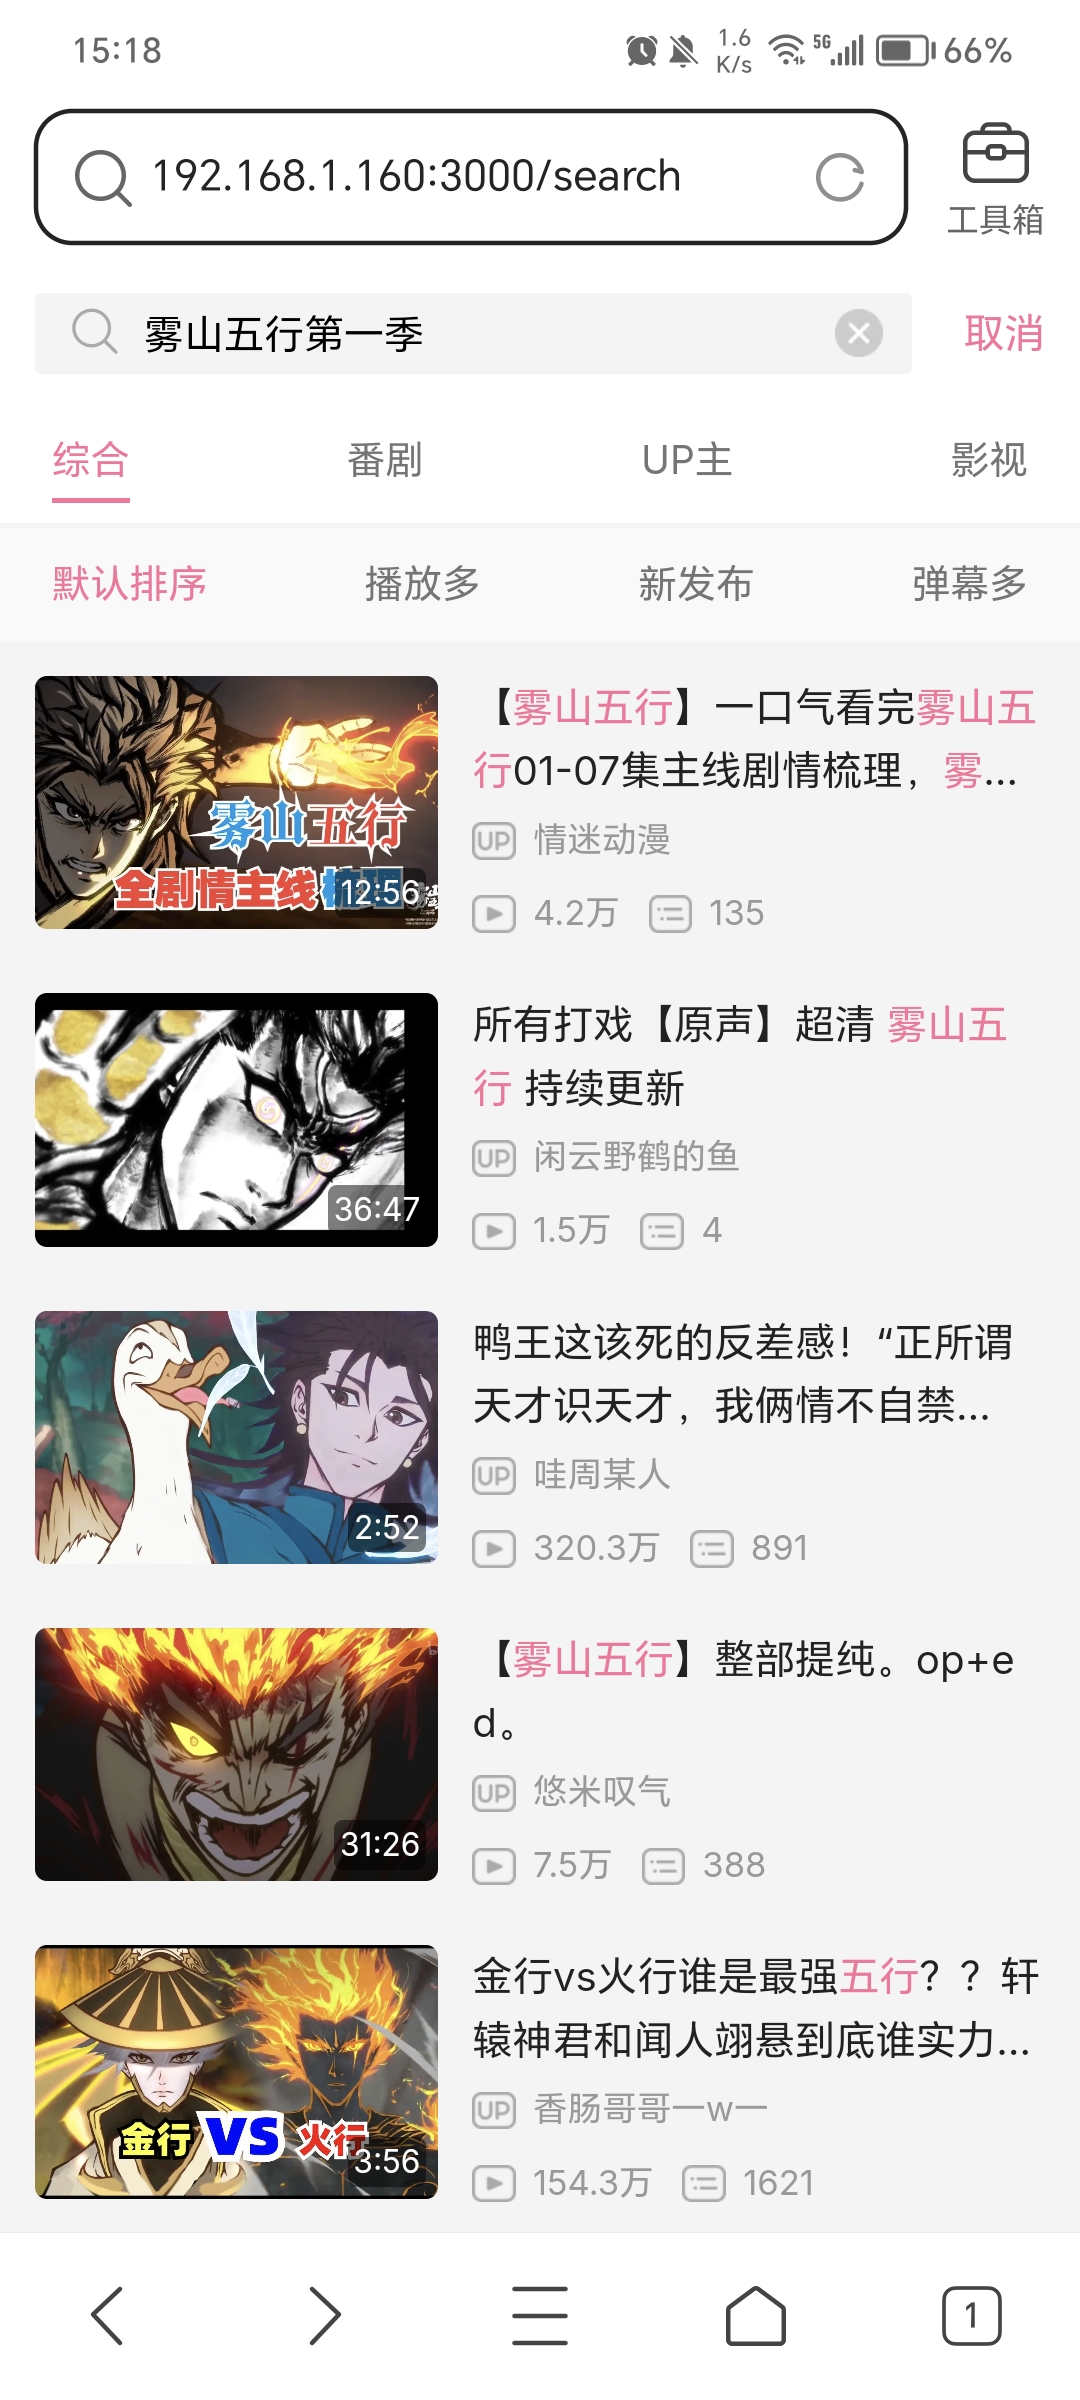 15:18
1.6
K/s
5G
66%
192.168.1.160:3000/search
工具箱
雾山五行第一季
取消
综合
番剧
UP主
影视
默认排序
播放多
新发布
弹幕多
雾山五行
全剧情主线梳理
12:56
【雾山五行】一口气看完雾山五
行01-07集主线剧情梳理，雾...
UP 情迷动漫
4.2万 135
36:47
所有打戏【原声】超清 雾山五
行 持续更新
UP 闲云野鹤的鱼
1.5万 4
2:52
鸭王这该死的反差感！“正所谓
天才识天才，我俩情不自禁...
UP 哇周某人
320.3万 891
31:26
【雾山五行】整部提纯。op+e
d。
UP 悠米叹气
7.5万 388
金行 VS 火行
3:56
金行vs火行谁是最强五行？？轩
辕神君和闻人翊悬到底谁实力...
UP 香肠哥哥一w一
154.3万 1621
1